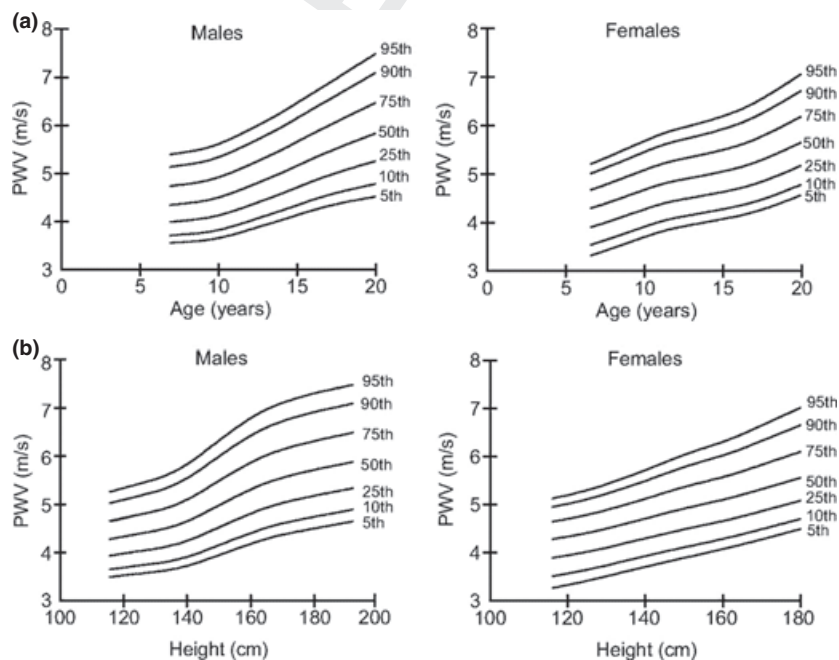 (a)
Males
8
7
6
5
4
3
PWV (m/s)
95th
90th
75th
50th
25th
10th
5th
0 5 10 15 20
Age (years)
Females
8
7
6
5
4
3
PWV (m/s)
95th
90th
75th
50th
25th
10th
5th
0 5 10 15 20
Age (years)
(b)
Males
8
7
6
5
4
3
PWV (m/s)
95th
90th
75th
50th
25th
10th
5th
100 120 140 160 180 200
Height (cm)
Females
8
7
6
5
4
3
PWV (m/s)
95th
90th
75th
50th
25th
10th
5th
100 120 140 160 180
Height (cm)